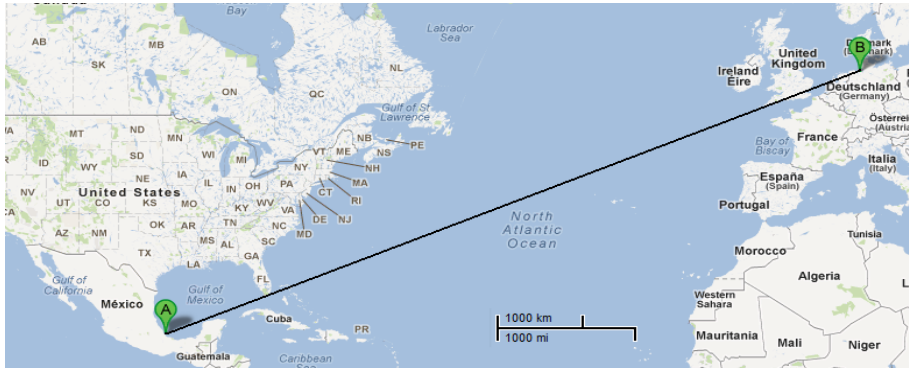 Canada
Hudson
Bay
Labrador
Sea
AB
SK
MB
ON
QC
NL
Gulf of St
Lawrence
NB
PE
NS
MT
ND
MN
ID
WY
SD
WI
MI
VT
ME
NH
NY
MA
RI
CT
NJ
DE
MD
NV
UT
CO
NE
IA
IL
IN
OH
PA
United States
KS
MO
KY
WV
VA
AZ
NM
OK
AR
TN
NC
MS
AL
SC
TX
LA
GA
FL
Gulf of
California
Gulf of
Mexico
México
A
Cuba
PR
Guatemala
Caribbean
Sea
North
Atlantic
Ocean
1000 km
1000 mi
United
Kingdom
Ireland
Éire
B
Deutschland
(Germany)
France
Bay of
Biscay
Italia
(Italy)
España
(Spain)
Portugal
Tunisia
Morocco
Algeria
Western
Sahara
Mauritania
Mali
Niger